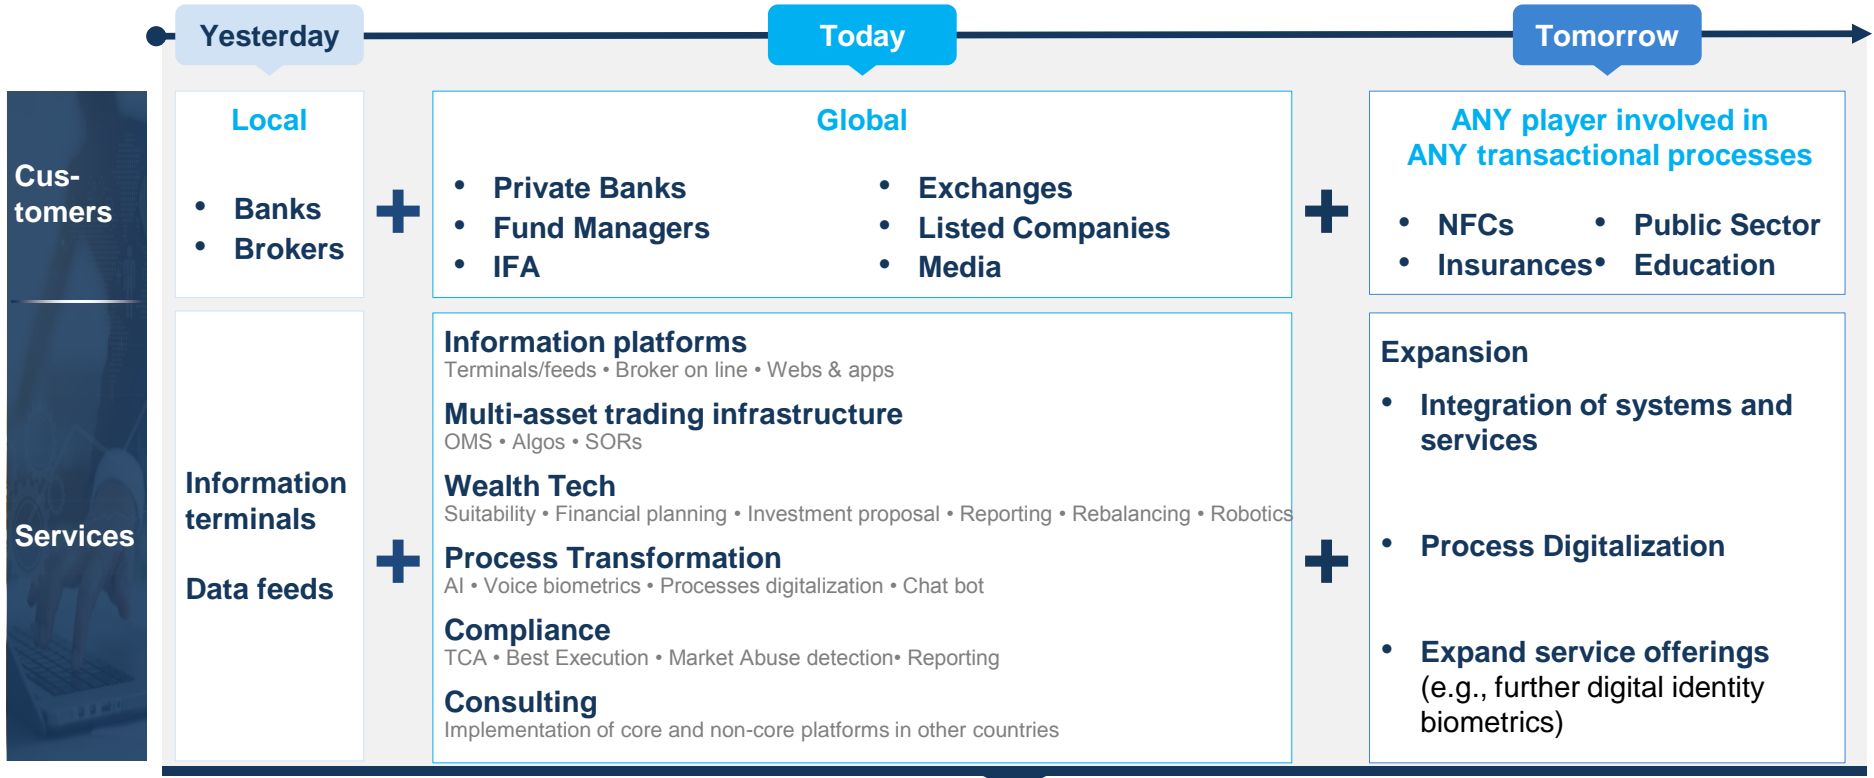 Yesterday
Today
Tomorrow
Cus-
tomers
Local
• Banks
• Brokers
Global
• Private Banks
• Fund Managers
• IFA
• Exchanges
• Listed Companies
• Media
ANY player involved in
ANY transactional processes
• NFCs
• Insurances
• Public Sector
• Education
Services
Information
terminals
Data feeds
Information platforms
Terminals/feeds • Broker on line • Webs & apps
Multi-asset trading infrastructure
OMS • Algos • SORs
Wealth Tech
Suitability • Financial planning • Investment proposal • Reporting • Rebalancing • Robotics
Process Transformation
AI • Voice biometrics • Processes digitalization • Chat bot
Compliance
TCA • Best Execution • Market Abuse detection• Reporting
Consulting
Implementation of core and non-core platforms in other countries
Expansion
• Integration of systems and
services
• Process Digitalization
• Expand service offerings
(e.g., further digital identity
biometrics)